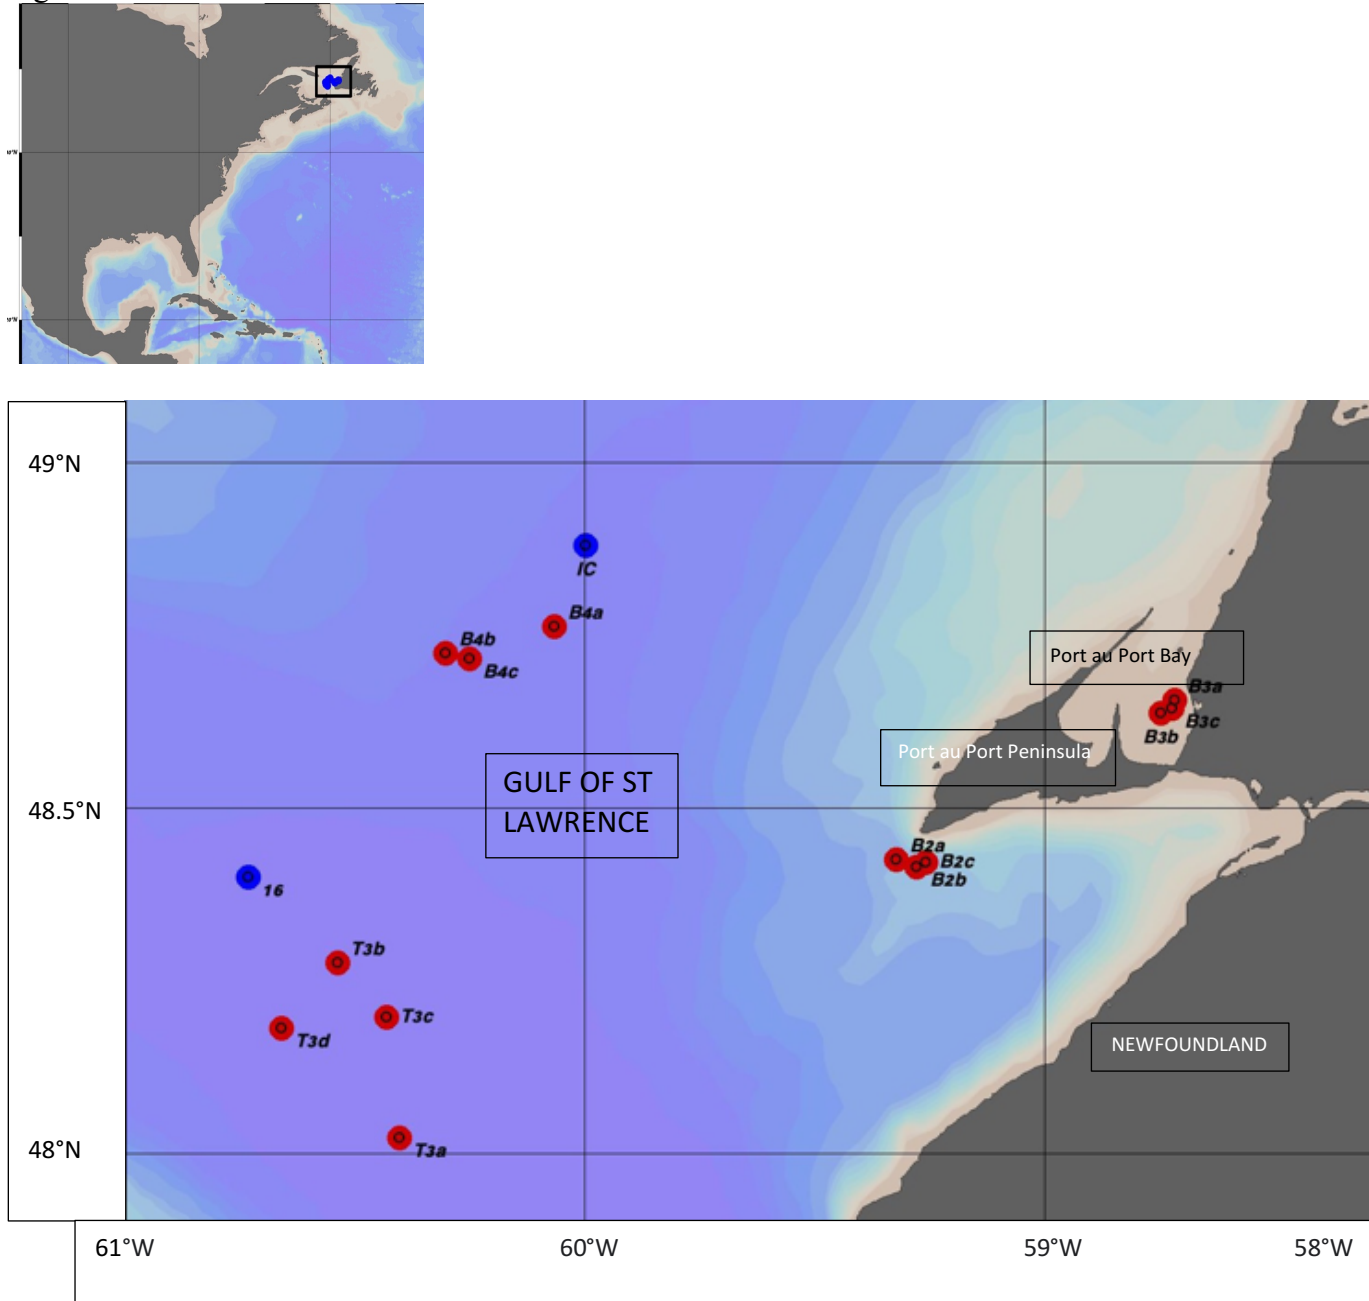 49°N
IC
B4a
B4b
B4c
Port au Port Bay
B3a
B3c
B3b
Port au Port Peninsula
GULF OF ST
LAWRENCE
48.5°N
B2a
B2c
B2b
16
T3b
T3c
T3d
NEWFOUNDLAND
48°N
T3a
61°W
60°W
59°W
58°W